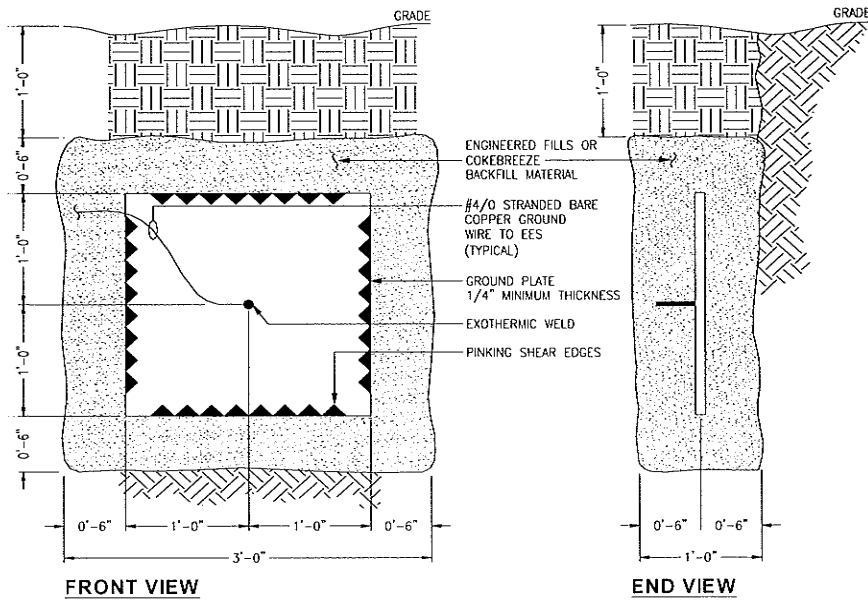 GRADE
GRADE
1'-0"
1'-0"
0'-6"
ENGINEERED FILLS OR
COKEBREEZE
BACKFILL MATERIAL
#4/0 STRANDED BARE
COPPER GROUND
WIRE TO EES
(TYPICAL)
1'-0"
GROUND PLATE
1/4" MINIMUM THICKNESS
EXOTHERMIC WELD
PINKING SHEAR EDGES
1'-0"
0'-6"
0'-6"
1'-0"
1'-0"
0'-6"
0'-6"
0'-6"
3'-0"
1'-0"
FRONT VIEW
END VIEW